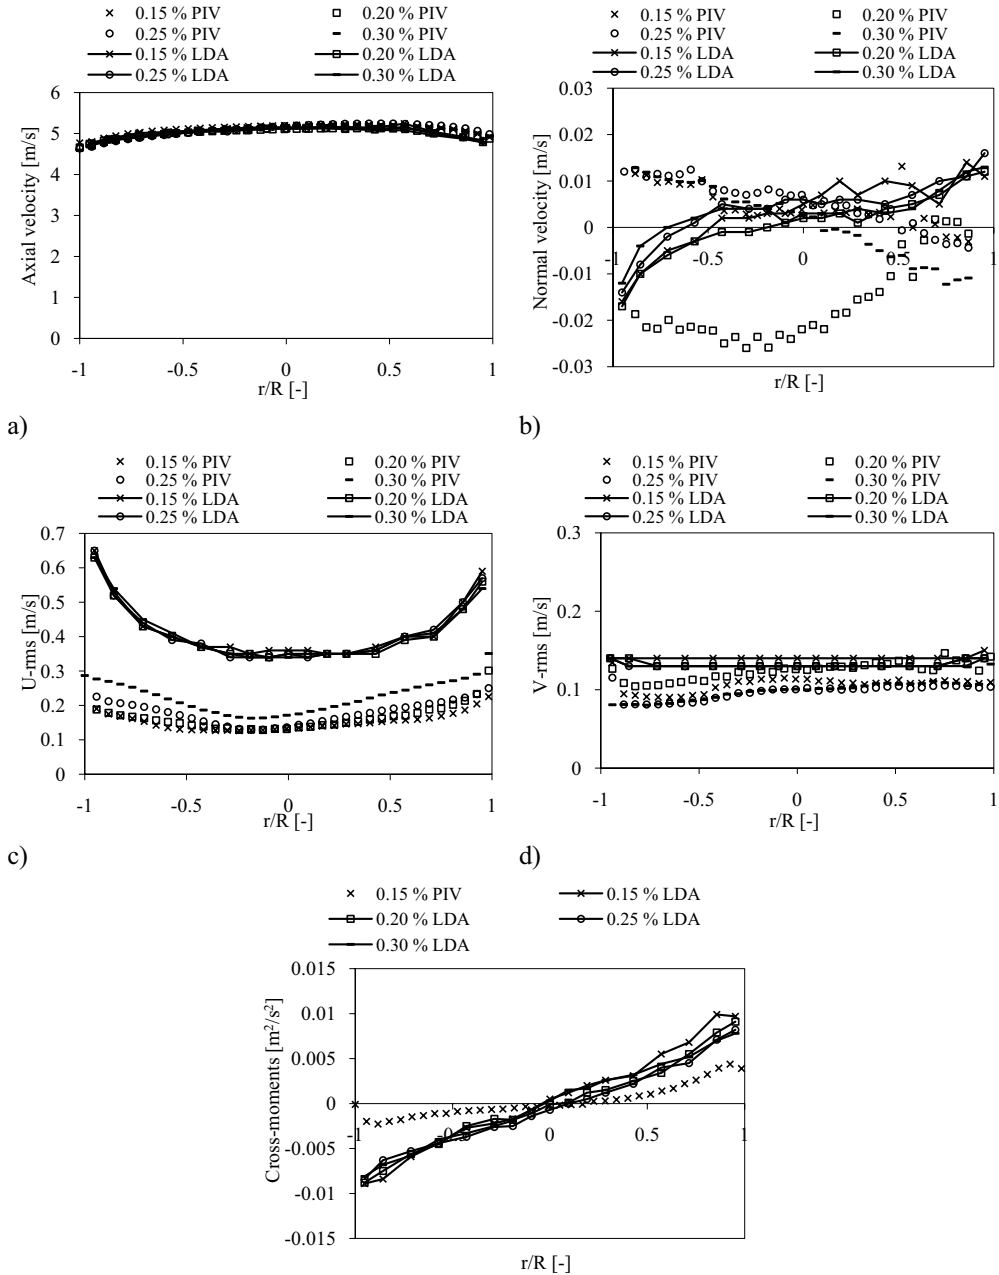 0.15 % PIV 0.20 % PIV
0.25 % PIV 0.30 % PIV
0.15 % LDA 0.20 % LDA
0.25 % LDA 0.30 % LDA
6
5
4
3
2
1
0
-1 -0.5 0 0.5 1
Axial velocity [m/s]
r/R [-]
a)
0.15 % PIV 0.20 % PIV
0.25 % PIV 0.30 % PIV
0.15 % LDA 0.20 % LDA
0.25 % LDA 0.30 % LDA
0.03
0.02
0.01
0
-0.01
-0.02
-0.03
-1 -0.5 0 0.5 1
Normal velocity [m/s]
r/R [-]
b)
0.15 % PIV 0.20 % PIV
0.25 % PIV 0.30 % PIV
0.15 % LDA 0.20 % LDA
0.25 % LDA 0.30 % LDA
0.7
0.6
0.5
0.4
0.3
0.2
0.1
0
-1 -0.5 0 0.5 1
U-rms [m/s]
r/R [-]
c)
0.15 % PIV 0.20 % PIV
0.25 % PIV 0.30 % PIV
0.15 % LDA 0.20 % LDA
0.25 % LDA 0.30 % LDA
0.3
0.2
0.1
0
-1 -0.5 0 0.5 1
V-rms [m/s]
r/R [-]
d)
0.15 % PIV 0.15 % LDA
0.20 % LDA 0.25 % LDA
0.30 % LDA
0.015
0.01
0.005
0
-0.005
-0.01
-0.015
-1 -0.5 0 0.5 1
Cross-moments [m²/s²]
r/R [-]